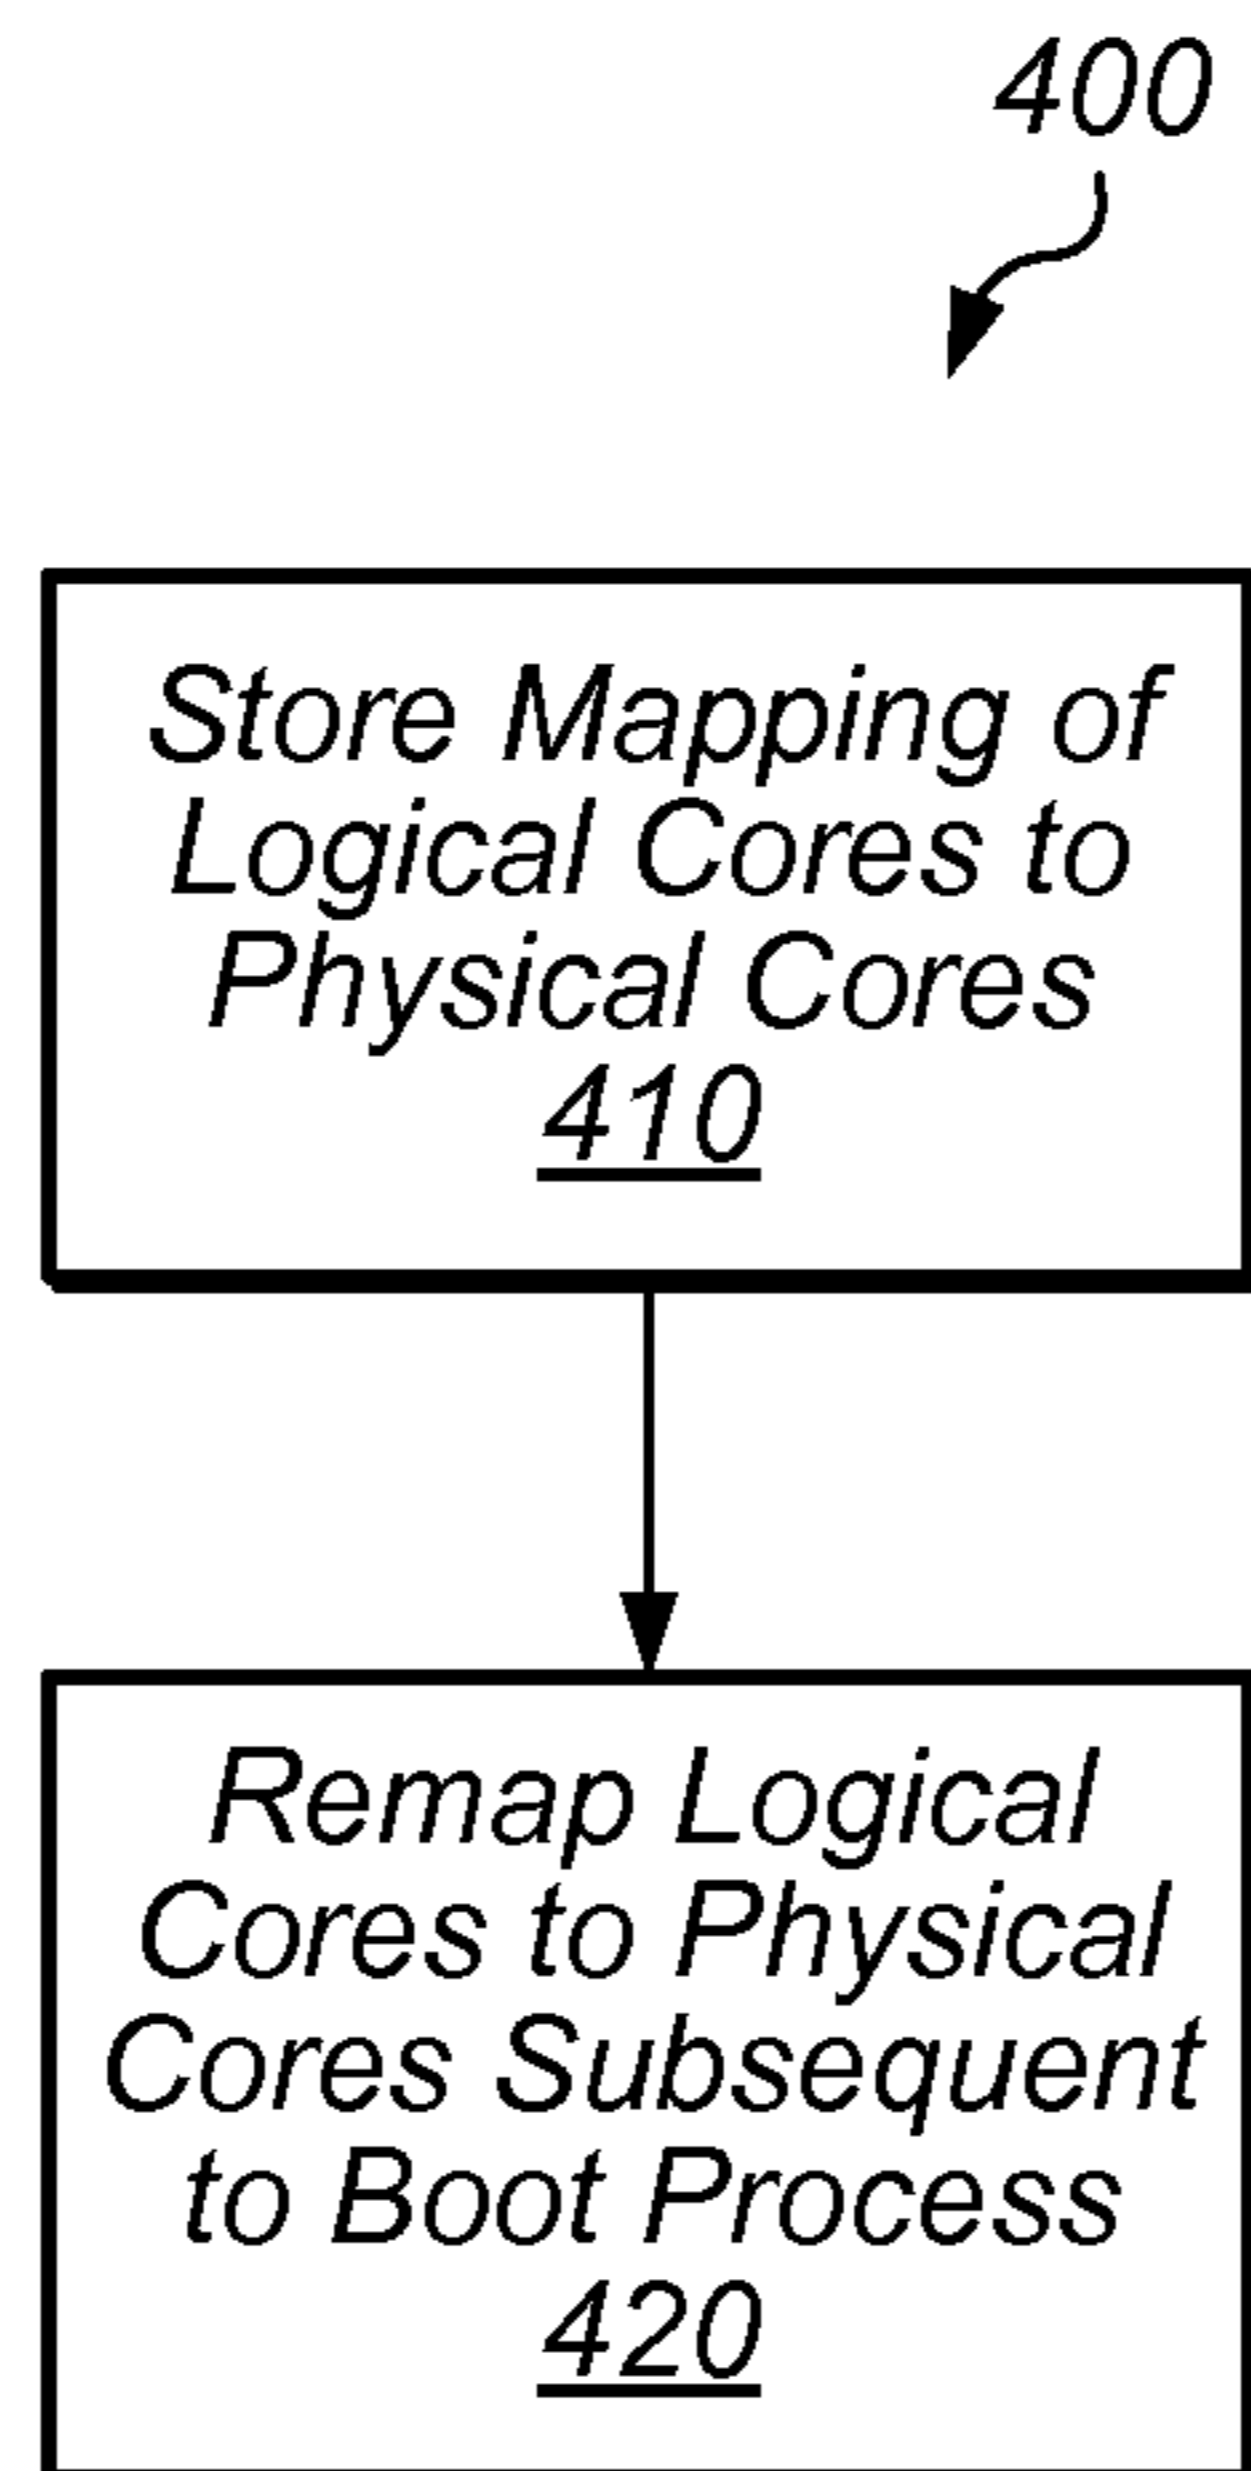 400
Store Mapping of
Logical Cores to
Physical Cores
410
Remap Logical
Cores to Physical
Cores Subsequent
to Boot Process
420